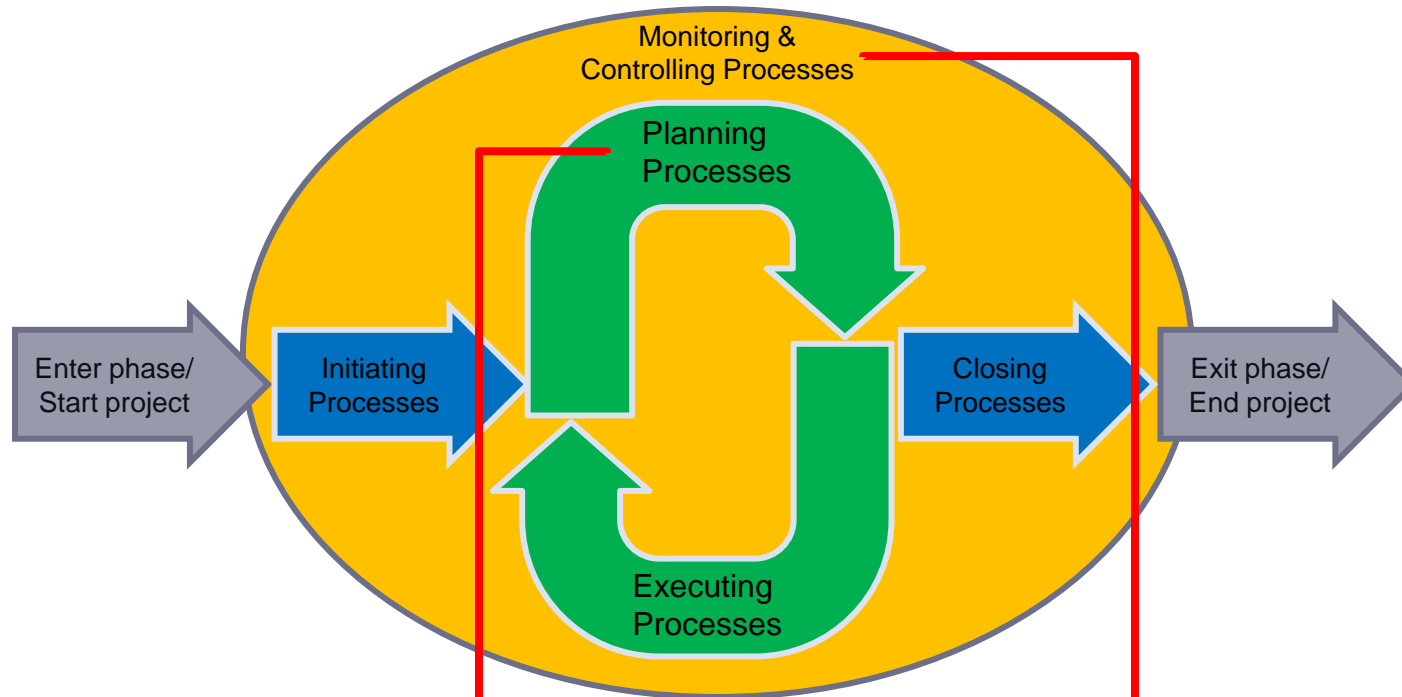 Monitoring &
Controlling Processes
Planning
Processes
Enter phase/
Start project
Initiating
Processes
Closing
Processes
Exit phase/
End project
Executing
Processes